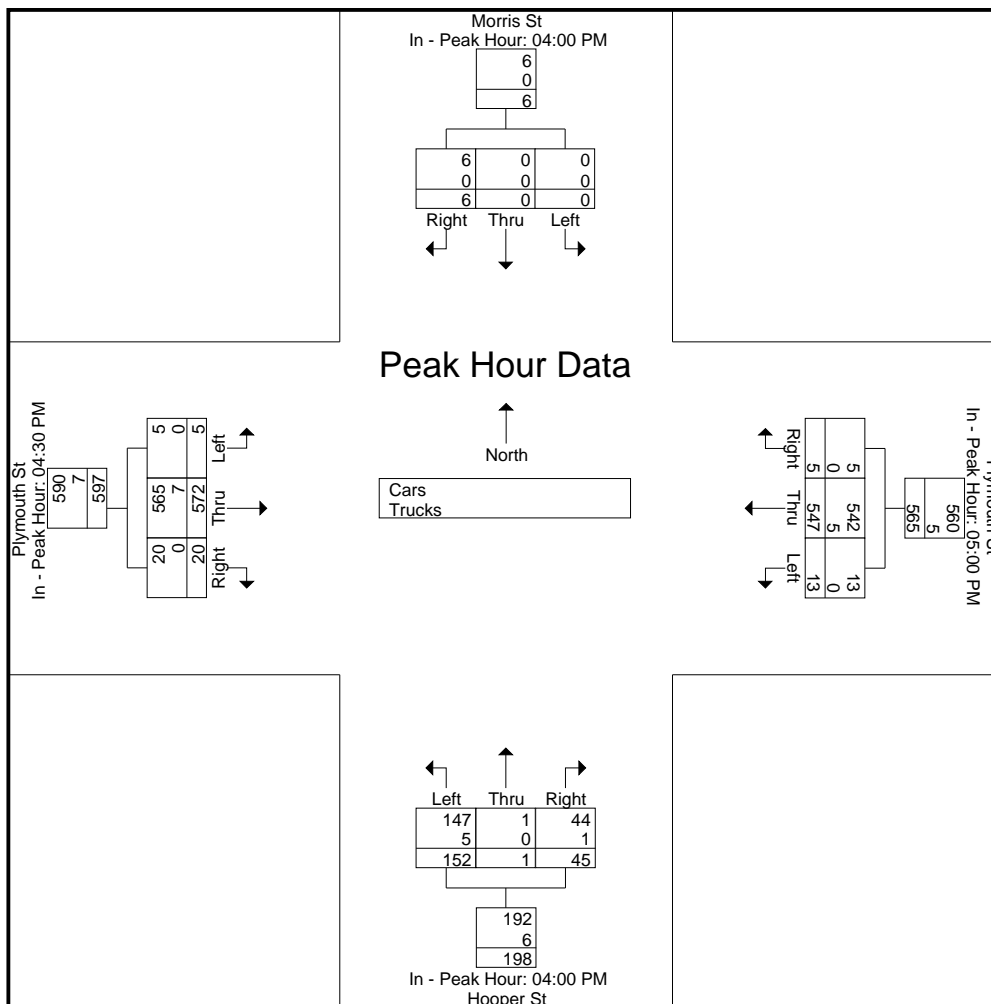 Morris St
In - Peak Hour: 04:00 PM
6
0
6
6 0 0
0 0 0
6 0 0
Right Thru Left
Peak Hour Data
North
Cars
Trucks
Plymouth St
In - Peak Hour: 04:30 PM
590
7
597
5 0 5
565 7 572
20 0 20
Left
Thru
Right
Plymouth St
In - Peak Hour: 05:00 PM
560
5
565
5 0 5
542 5 547
13 0 13
Right
Thru
Left
Left Thru Right
147 1 44
5 0 1
152 1 45
192
6
198
In - Peak Hour: 04:00 PM
Hooper St